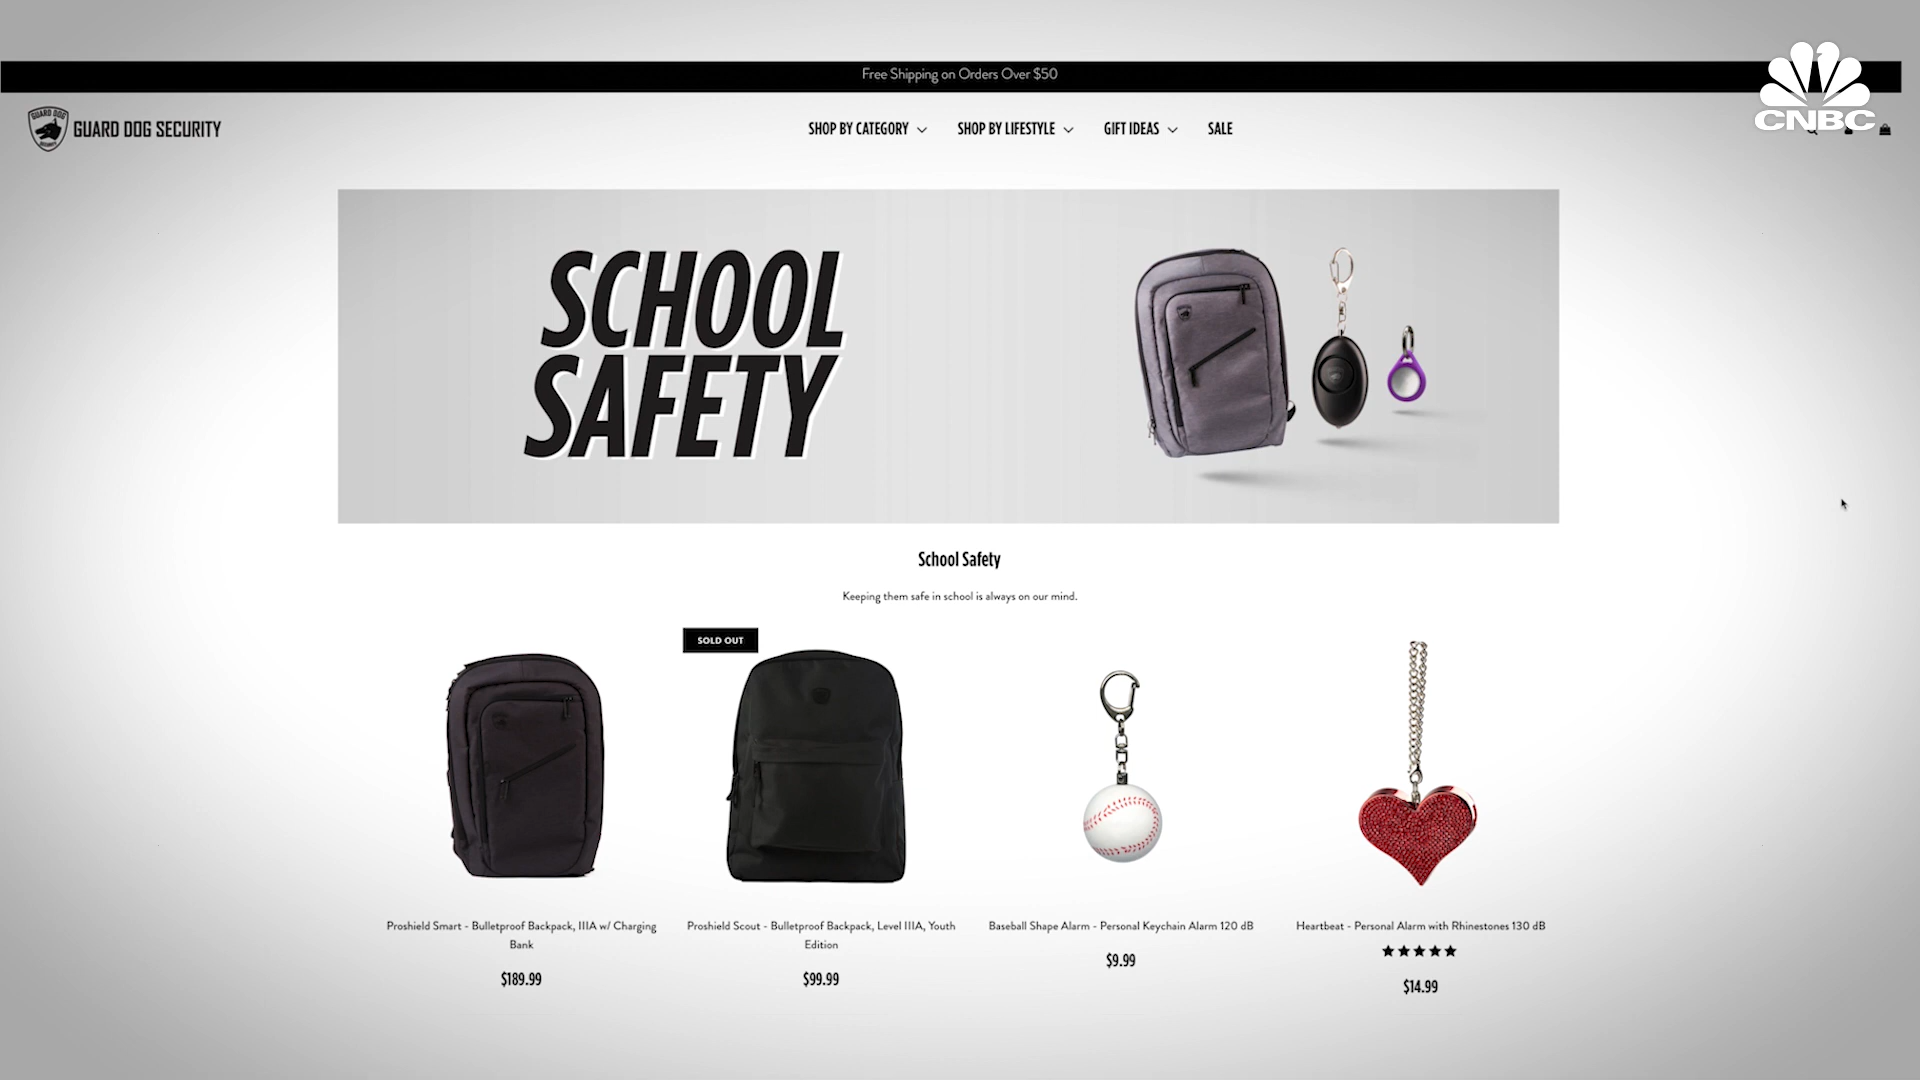 Free Shipping on Orders Over $50
CNBC
GUARD DOG
SECURITY
GUARD DOG SECURITY
SHOP BY CATEGORY
SHOP BY LIFESTYLE
GIFT IDEAS
SALE
SCHOOL
SAFETY
School Safety
Keeping them safe in school is always on our mind.
SOLD OUT
Proshield Smart - Bulletproof Backpack, IIIA w/ Charging
Bank
$189.99
Proshield Scout - Bulletproof Backpack, Level IIIA, Youth
Edition
$99.99
Baseball Shape Alarm - Personal Keychain Alarm 120 dB
$9.99
Heartbeat - Personal Alarm with Rhinestones 130 dB
$14.99